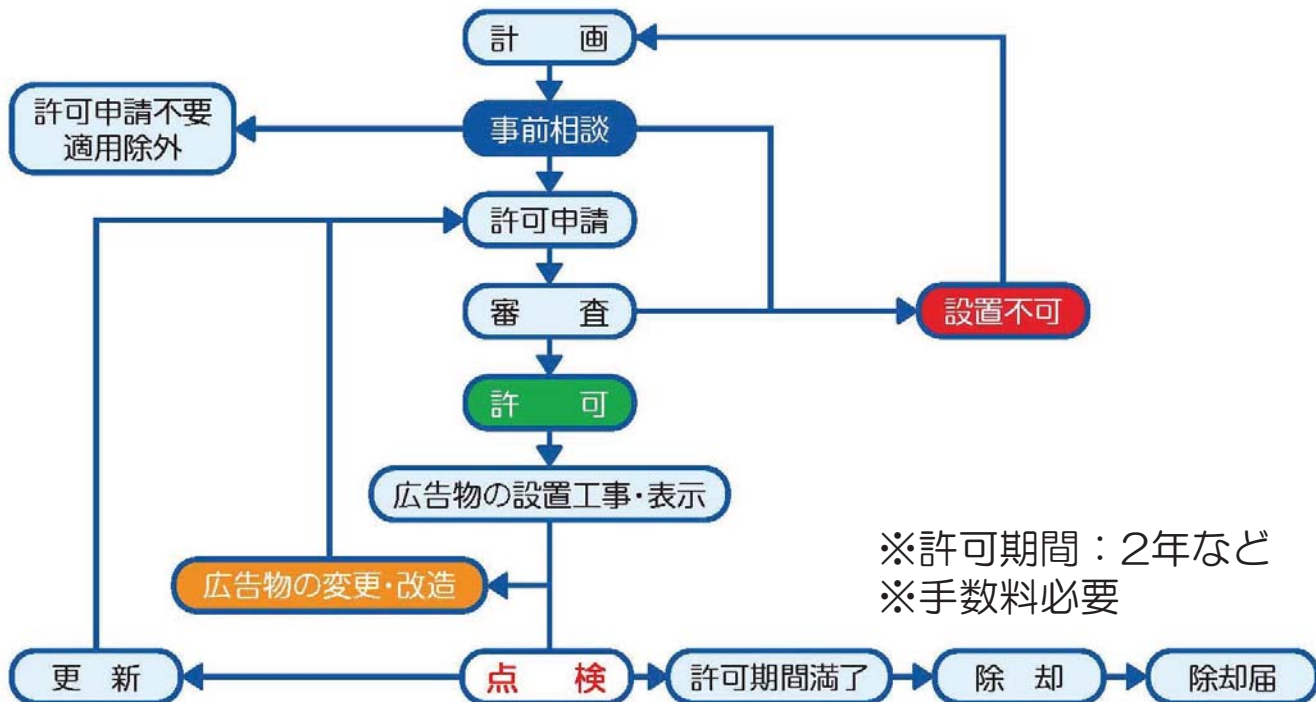 計　画
許可申請不要
適用除外
事前相談
許可申請
審　査
設置不可
許　可
広告物の設置工事・表示
※許可期間：2年など
※手数料必要
広告物の変更・改造
更　新
点　検
許可期間満了
除　却
除却届